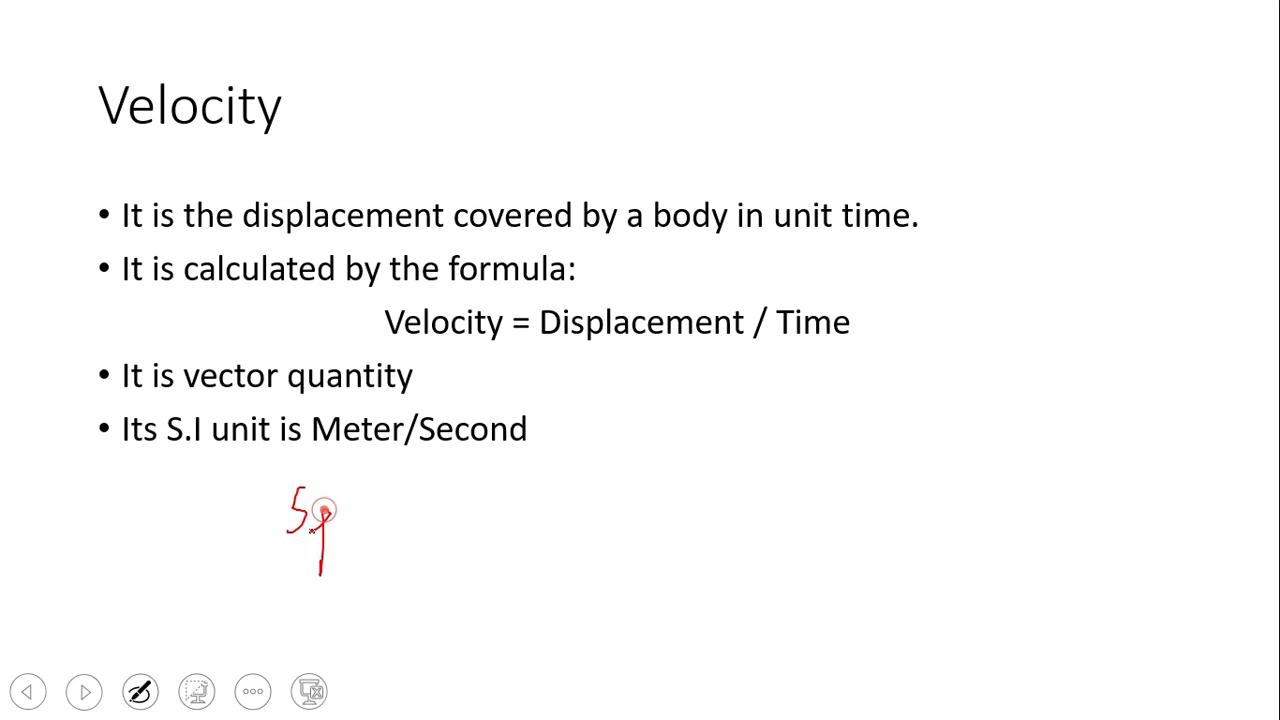 Velocity
• It is the displacement covered by a body in unit time.
• It is calculated by the formula:
Velocity = Displacement / Time
• It is vector quantity
• Its S.I unit is Meter/Second
Sp